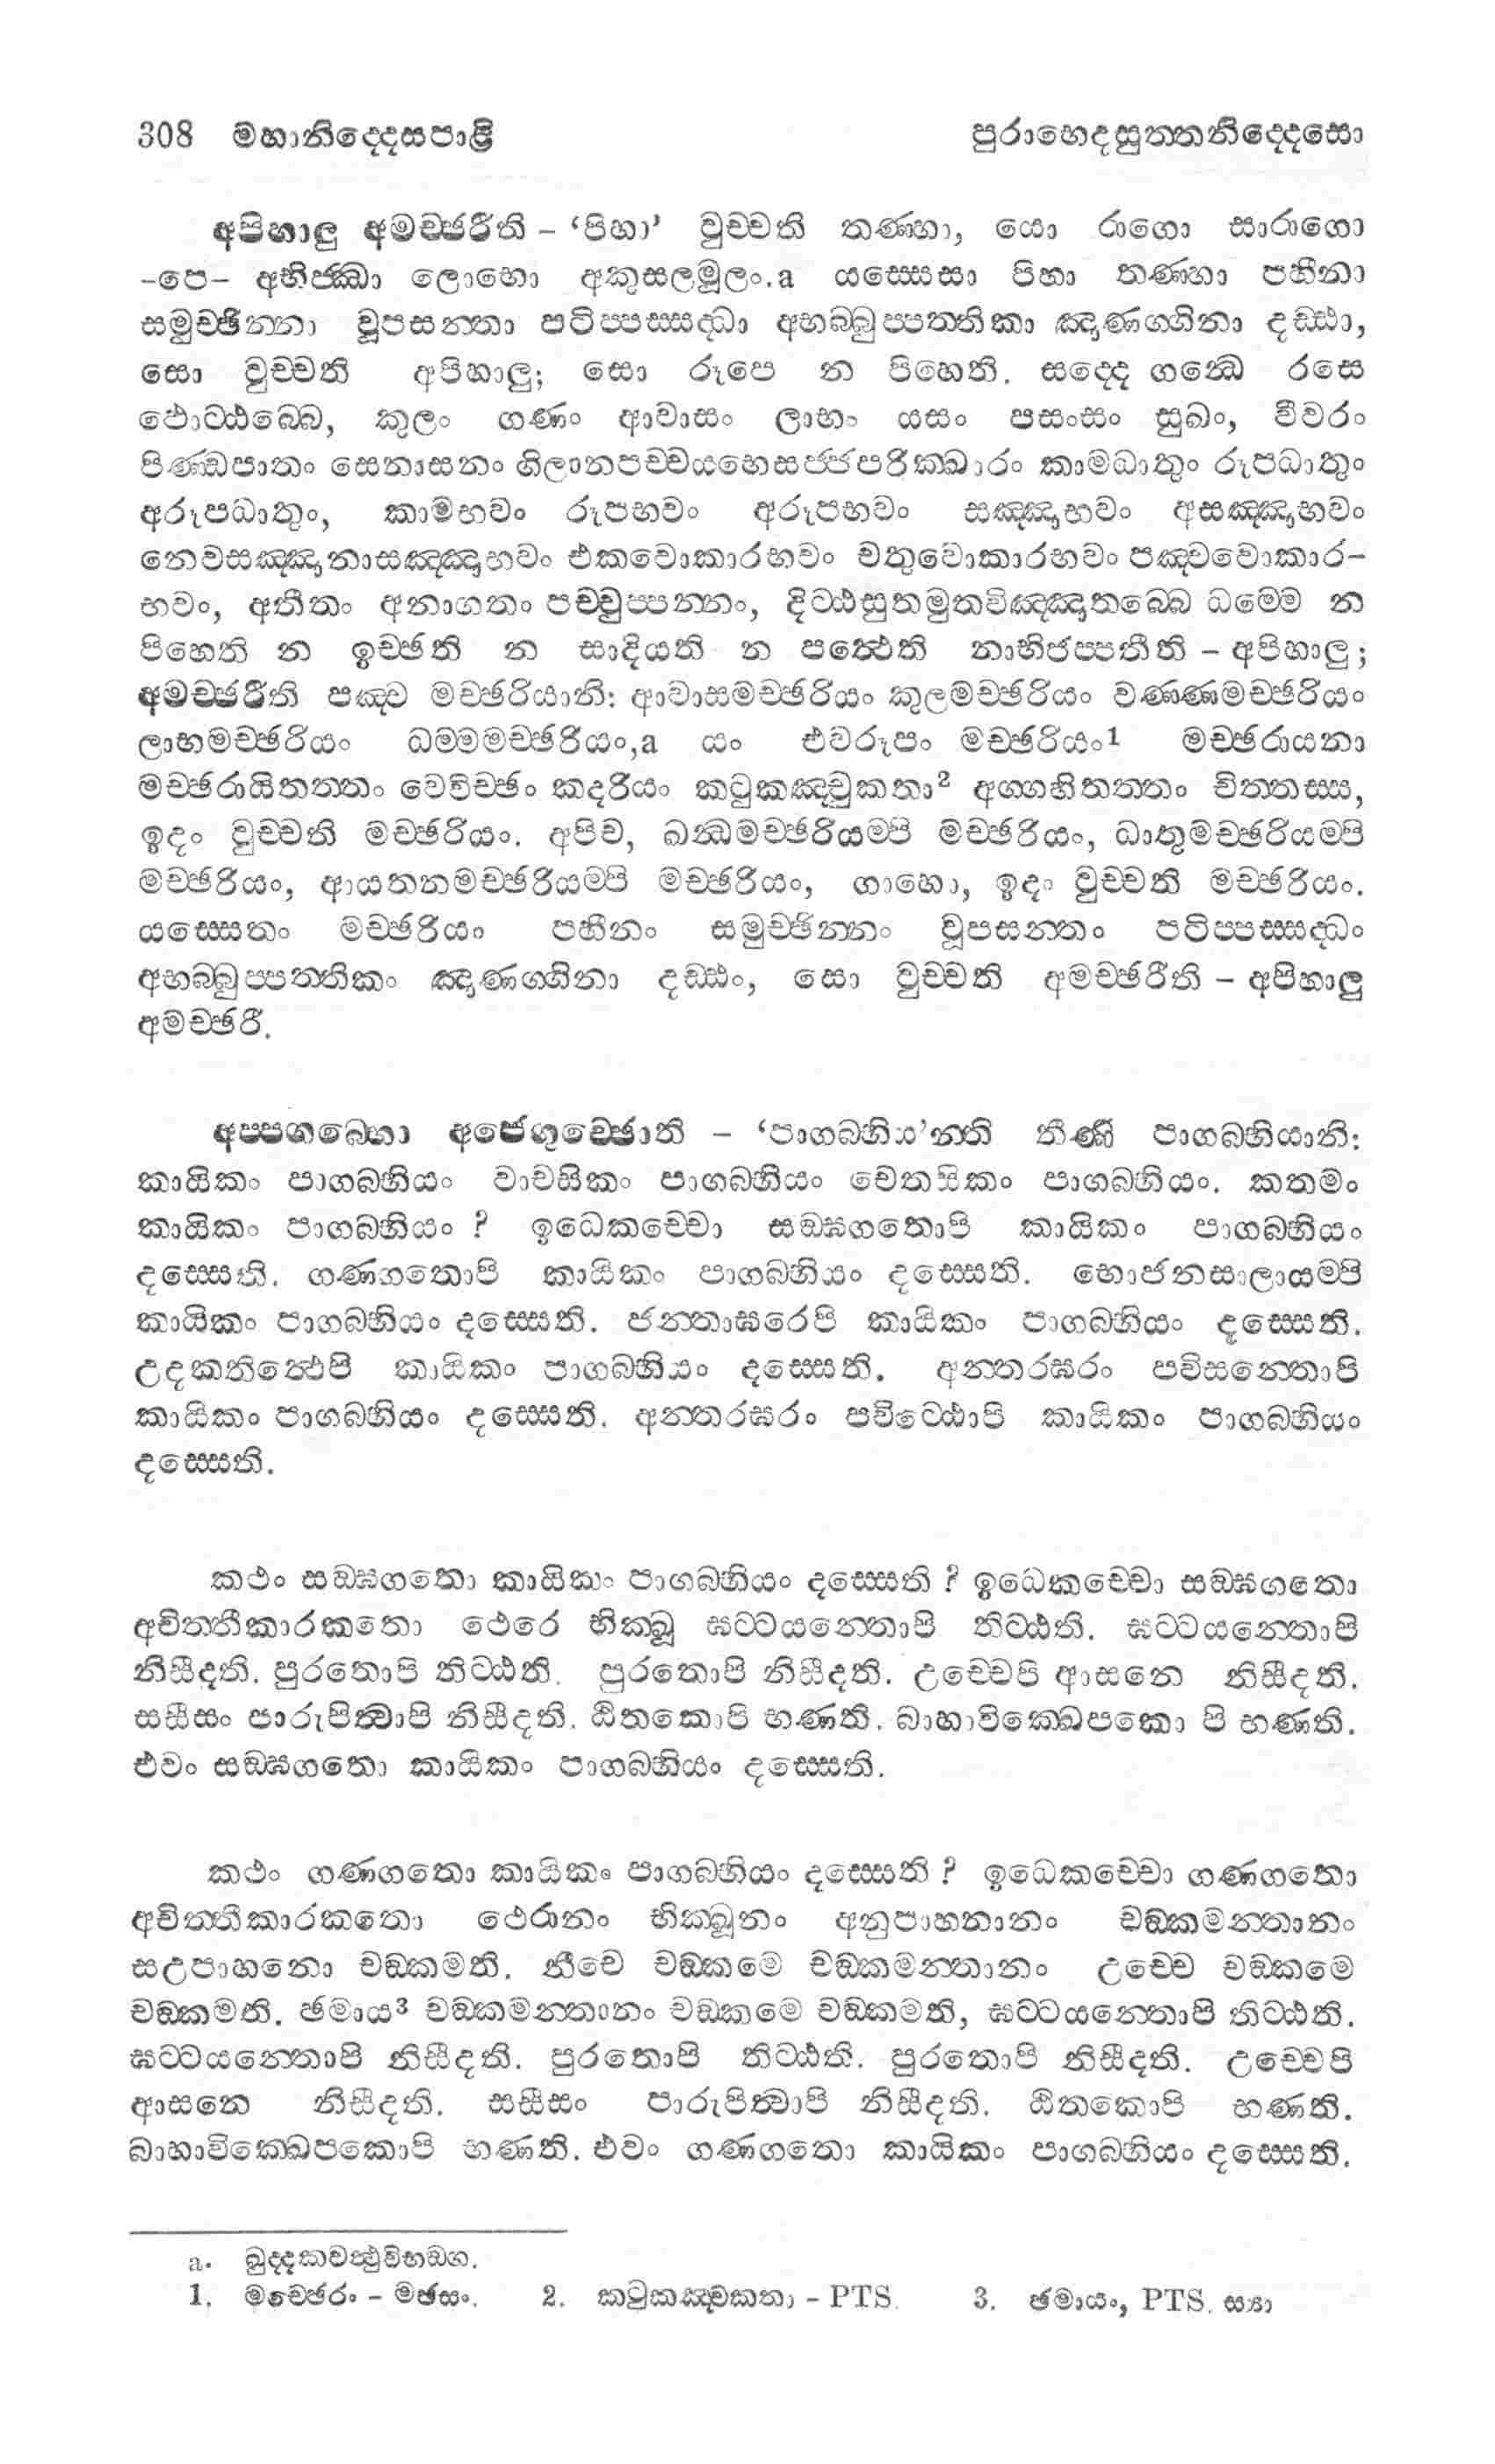 308 මහානිද්දෙසපාළි පුරාභෙදසුත්තනිද්දෙසො
අපිහාලු අමච්ඡරීති – ‘පිහා’ වුච්චති තණ්හා, යො රාගො සාරාගො
-පෙ- අභිජ්ඣා ලොභො අකුසලමූලං.a යස්සෙසා පිහා තණ්හා පහීනා
සමුච්ඡින්නා වූපසන්තා පටිප්පස්සද්ධා අභබ්බුප්පත්තිකා ඤාණග්ගිනා දඩ්ඪා,
සො වුච්චති අපිහාලු; සො රූපෙ න පිහෙති. සද්දෙ ගන්ධෙ රසෙ
ඵොට්ඨබ්බෙ, කුලං ගණං ආවාසං ලාභං යසං පසංසං සුඛං, චීවරං
පිණ්ඩපාතං සෙනාසනං ගිලානපච්චයභෙසජ්ජපරික්ඛාරං කාමධාතුං රූපධාතුං
අරූපධාතුං, කාමභවං රූපභවං අරූපභවං සඤ්ඤාභවං අසඤ්ඤාභවං
නෙවසඤ්ඤානාසඤ්ඤාභවං එකවොකාරභවං චතුවොකාරභවං පඤ්චවොකාර-
භවං, අතීතං අනාගතං පච්චුප්පන්නං, දිට්ඨසුතමුතවිඤ්ඤාතබ්බෙ ධම්මෙ න
පිහෙති න ඉච්ඡති න සාදියති න පත්ථෙති නාභිජප්පතීති – අපිහාලු;
අමච්ඡරීති පඤ්ච මච්ඡරියානි: ආවාසමච්ඡරියං කුලමච්ඡරියං වණ්ණමච්ඡරියං
ලාභමච්ඡරියං ධම්මමච්ඡරියං,a යං එවරූපං මච්ඡරියං1 මච්ඡරායනා
මච්ඡරායිතත්තං වෙවිච්ඡං කදරියං කටුකඤ්චුකතා2 අග්ගහිතත්තං චිත්තස්ස,
ඉදං වුච්චති මච්ඡරියං. අපිච, ඛන්ධමච්ඡරියම්පි මච්ඡරියං, ධාතුමච්ඡරියම්පි
මච්ඡරියං, ආයතනමච්ඡරියම්පි මච්ඡරියං, ගාහො, ඉදං වුච්චති මච්ඡරියං.
යස්සෙතං මච්ඡරියං පහීනං සමුච්ඡින්නං වූපසන්තං පටිප්පස්සද්ධං
අභබ්බුප්පත්තිකං ඤාණග්ගිනා දඩ්ඪං, සො වුච්චති අමච්ඡරීති – අපිහාලු
අමච්ඡරී.
අප්පගබ්භො අජෙගුච්ඡොති – ‘පාගබ්භිය’න්ති තීණි පාගබ්භියානි:
කායිකං පාගබ්භියං වාචසිකං පාගබ්භියං චෙතසිකං පාගබ්භියං. කතමං
කායිකං පාගබ්භියං ? ඉධෙකච්චො සඞ්ඝගතොපි කායිකං පාගබ්භියං
දස්සෙති. ගණගතොපි කායිකං පාගබ්භියං දස්සෙති. භොජනසාලායම්පි
කායිකං පාගබ්භියං දස්සෙති. ජන්තාඝරෙපි කායිකං පාගබ්භියං දස්සෙති.
උදකතිත්ථෙපි කායිකං පාගබ්භියං දස්සෙති. අන්තරඝරං පවිසන්තොපි
කායිකං පාගබ්භියං දස්සෙති. අන්තරඝරං පවිට්ඨොපි කායිකං පාගබ්භියං
දස්සෙති.
කථං සඞ්ඝගතො කායිකං පාගබ්භියං දස්සෙති ? ඉධෙකච්චො සඞ්ඝගතො
අචිත්තීකාරකතො ථෙරෙ භික්ඛූ ඝට්ටයන්තොපි තිට්ඨති. ඝට්ටයන්තොපි
නිසීදති. පුරතොපි තිට්ඨති. පුරතොපි නිසීදති. උච්චෙපි ආසනෙ නිසීදති.
සසීසං පාරුපිත්වාපි නිසීදති. ඨිතකොපි භණති. බාහාවික්ඛෙපකො පි භණති.
එවං සඞ්ඝගතො කායිකං පාගබ්භියං දස්සෙති.
කථං ගණගතො කායිකං පාගබ්භියං දස්සෙති ? ඉධෙකච්චො ගණගතො
අචිත්තීකාරකතො ථෙරානං භික්ඛූනං අනුපාහනානං චඞ්කමන්තානං
සඋපාහනො චඞ්කමති. නීචෙ චඞ්කමෙ චඞ්කමන්තානං උච්චෙ චඞ්කමෙ
චඞ්කමති. ඡමාය3 චඞ්කමන්තානං චඞ්කමෙ චඞ්කමති, ඝට්ටයන්තොපි තිට්ඨති.
ඝට්ටයන්තොපි නිසීදති. පුරතොපි තිට්ඨති. පුරතොපි නිසීදති. උච්චෙපි
ආසනෙ නිසීදති. සසීසං පාරුපිත්වාපි නිසීදති. ඨිතකොපි භණති.
බාහාවික්ඛෙපකොපි භණති. එවං ගණගතො කායිකං පාගබ්භියං දස්සෙති.
a. ඛුද්දකවත්ථුවිභඞ්ග.
1. මච්ඡෙරං – මඡසං. 2. කටුකඤ්චකතා – PTS. 3. ඡමායං, PTS. ස්‍යා